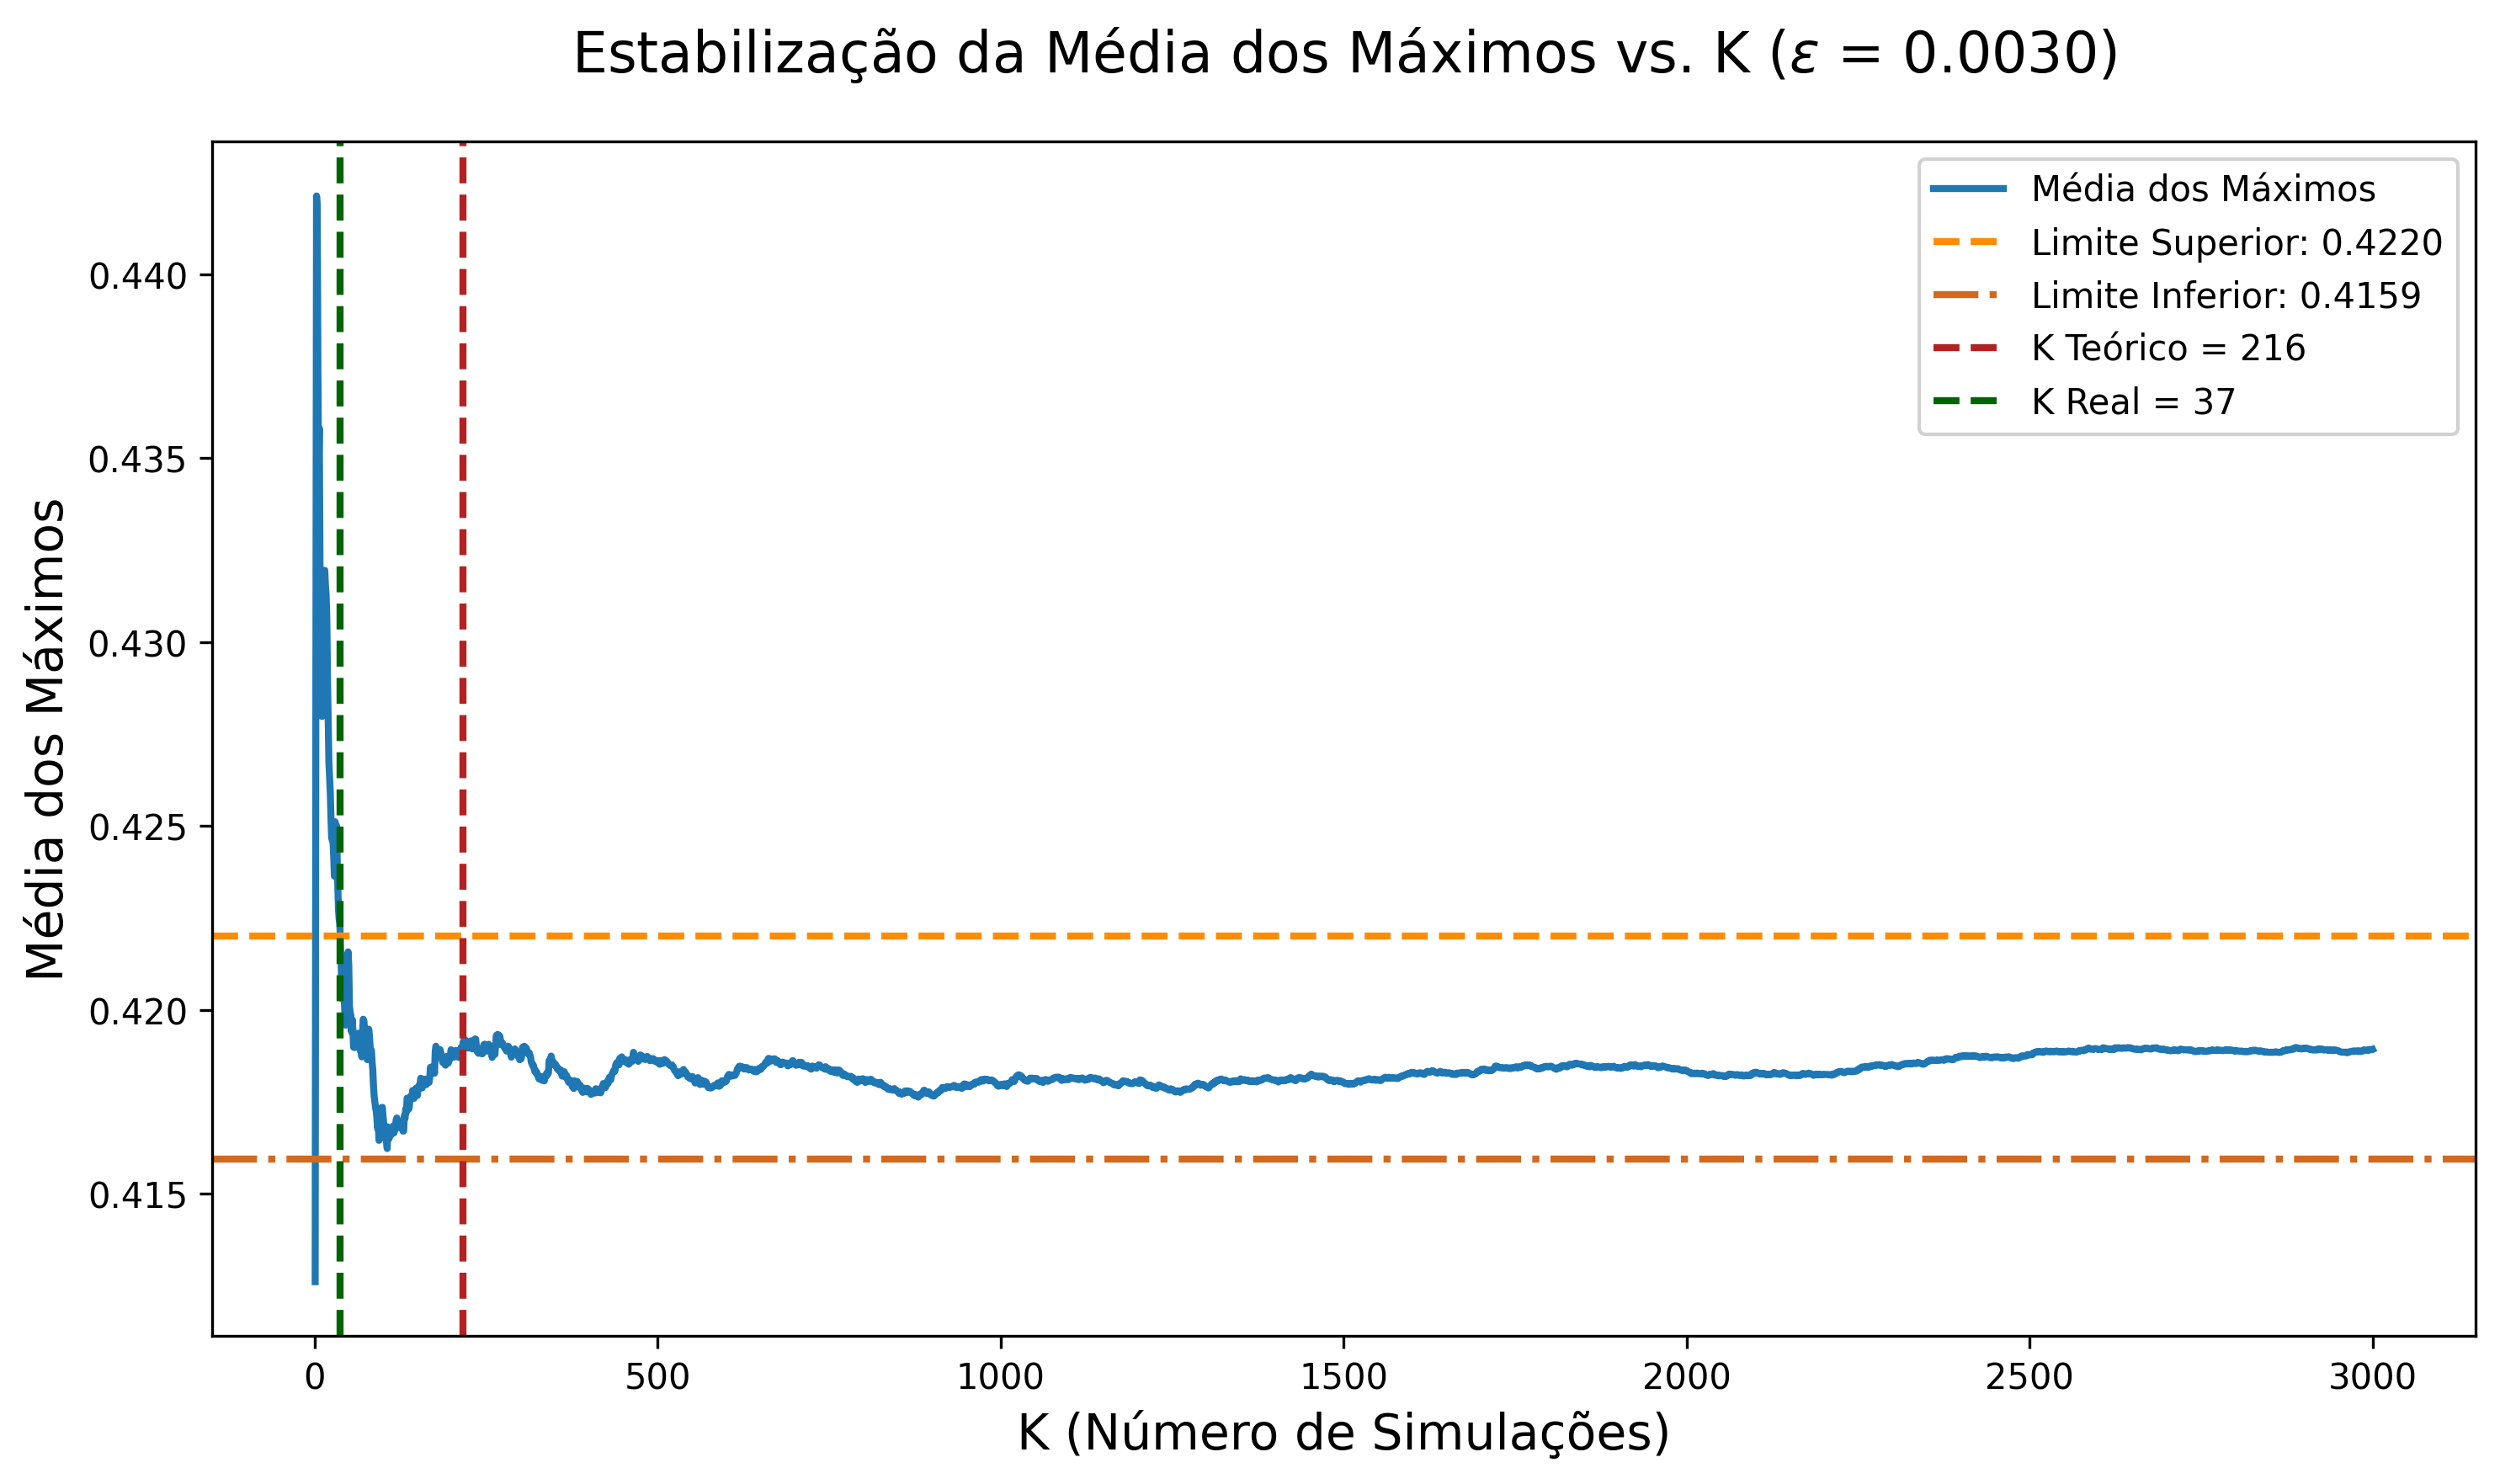 Estabilização da Média dos Máximos vs. K (ε = 0.0030)
Média dos Máximos
Limite Superior: 0.4220
Limite Inferior: 0.4159
K Teórico = 216
K Real = 37
0.440
0.435
0.430
0.425
0.420
0.415
Média dos Máximos
0 500 1000 1500 2000 2500 3000
K (Número de Simulações)